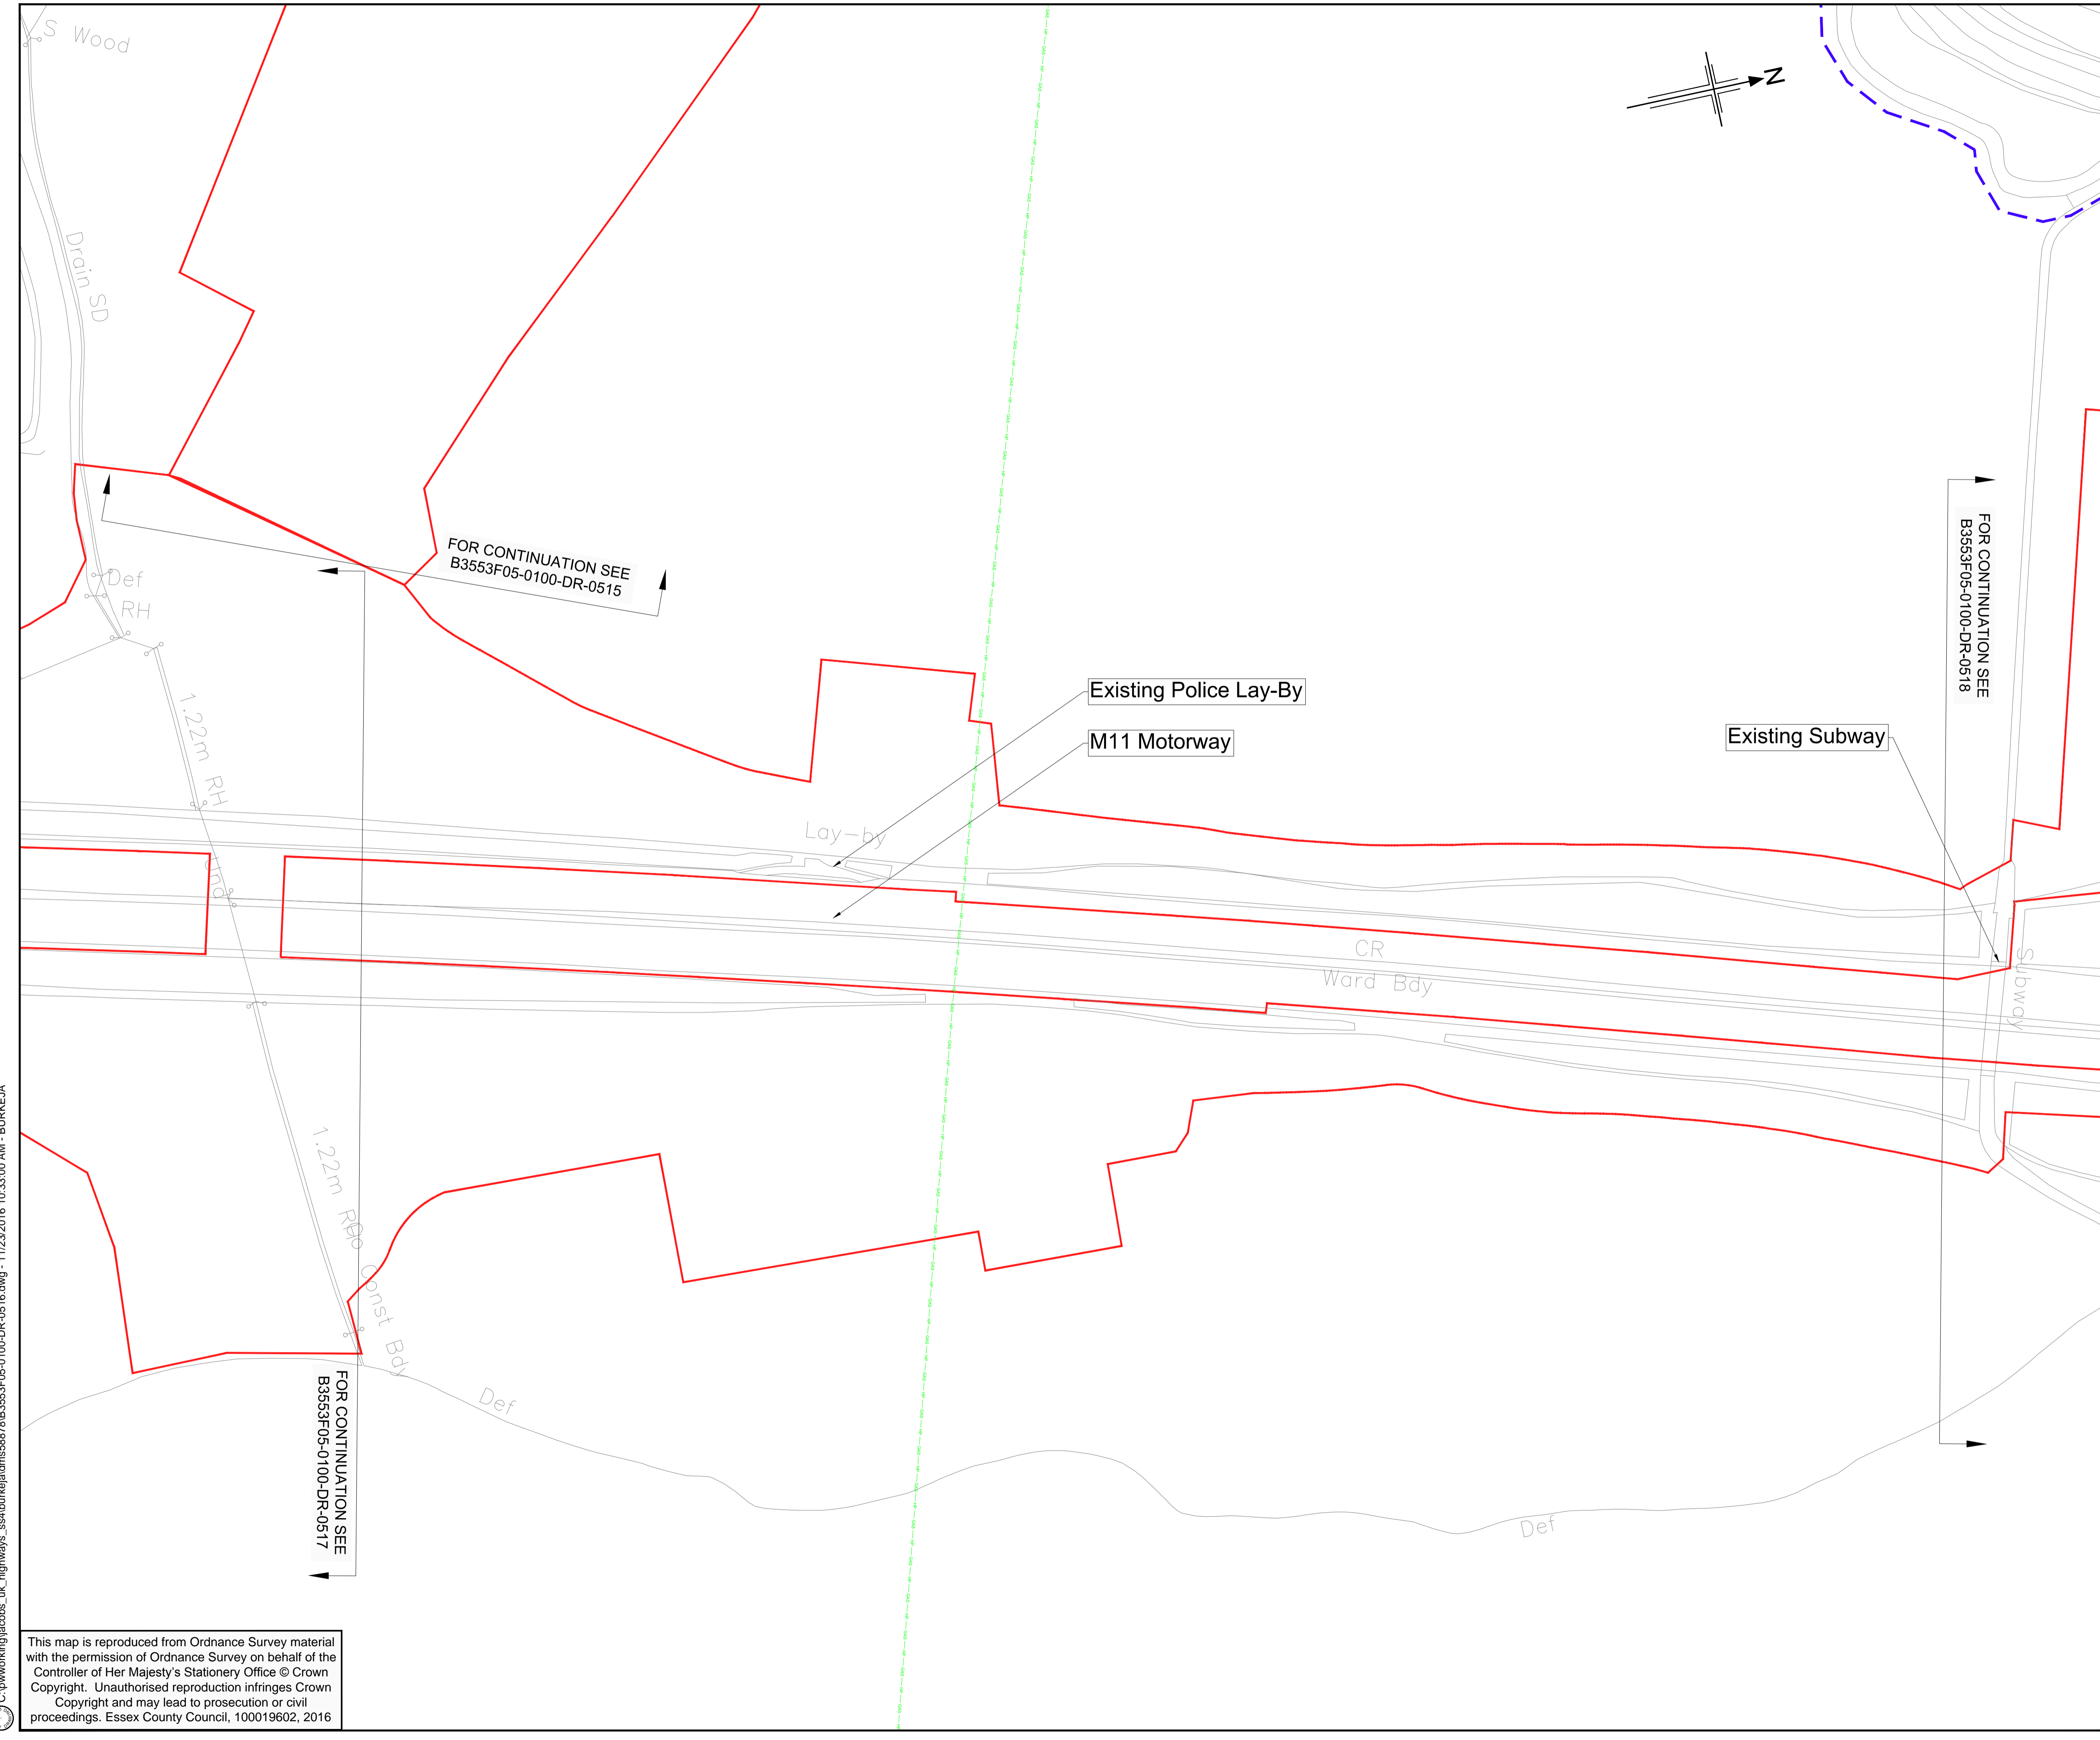 S Wood
N
Drain SD
FOR CONTINUATION SEE
B3553F05-0100-DR-0515
FOR CONTINUATION SEE
B3553F05-0100-DR-0518
Def
RH
1.22m RH
Existing Police Lay-By
M11 Motorway
Existing Subway
Lay-by
Und
CR
Ward Bdy
Subway
1.22m RH
Co Const Bdy
Def
Def
FOR CONTINUATION SEE
B3553F05-0100-DR-0517
This map is reproduced from Ordnance Survey material
with the permission of Ordnance Survey on behalf of the
Controller of Her Majesty's Stationery Office © Crown
Copyright. Unauthorised reproduction infringes Crown
Copyright and may lead to prosecution or civil
proceedings. Essex County Council, 100019602, 2016